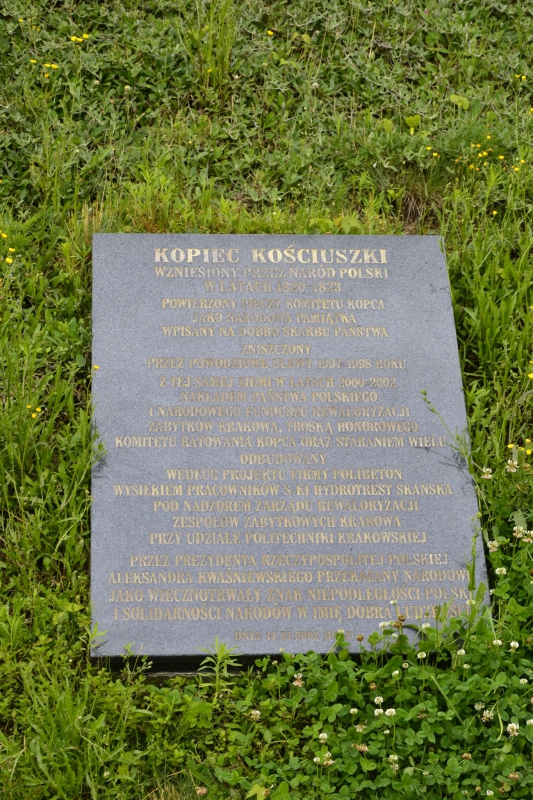 KOPIEC KOŚCIUSZKI
WZNIESIONY PRZEZ NARÓD POLSKI
W LATACH 1820-1823
POWIERZONY PIECZY KOMITETU KOPCA
JAKO NARODOWA PAMIĄTKA
WPISANY NA DOBRO SKARBU PAŃSTWA
ZNISZCZONY
PRZEZ POWODZIOWE ULEWY 1997-1998 ROKU
Z TEJ SAMEJ ZIEMI W LATACH 2000-2002
NAKŁADEM PAŃSTWA POLSKIEGO
I NARODOWEGO FUNDUSZU REWALORYZACJI
ZABYTKÓW KRAKOWA, TROSKĄ HONOROWEGO
KOMITETU RATOWANIA KOPCA ORAZ STARANIEM WIELU
ODBUDOWANY
WEDŁUG PROJEKTU FIRMY POLIBETON
WYSIŁKIEM PRACOWNIKÓW HYDROTREST SKANSKA
POD NADZOREM ZARZĄDU REWALORYZACJI
ZESPOŁÓW ZABYTKOWYCH KRAKOWA
PRZY UDZIALE POLITECHNIKI KRAKOWSKIEJ
PRZEZ PREZYDENTA RZECZYPOSPOLITEJ POLSKIEJ
ALEKSANDRA KWAŚNIEWSKIEGO PRZEKAZANY NARODOWI
JAKO WIECZNOTRWAŁY ZNAK NIEPODLEGŁOŚCI POLSKI
I SOLIDARNOŚCI NARODÓW W IMIĘ DOBRA
DNIA